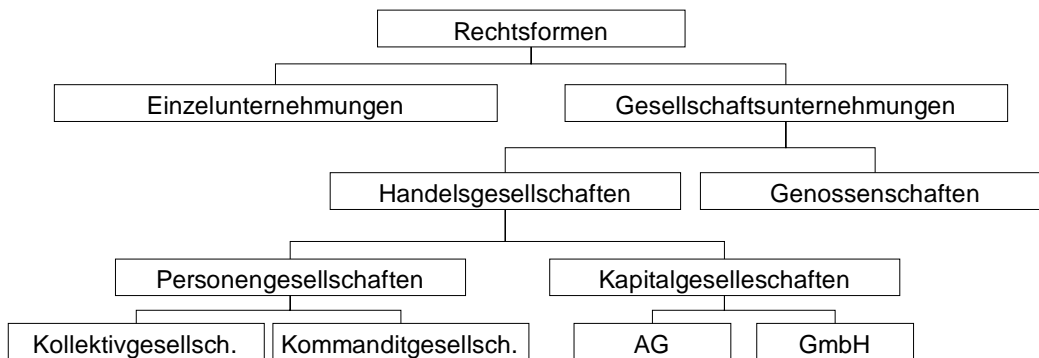 Rechtsformen
Einzelunternehmungen
Gesellschaftsunternehmungen
Handelsgesellschaften
Genossenschaften
Personengesellschaften
Kapitalgeselleschaften
Kollektivgesellsch.
Kommanditgesellsch.
AG
GmbH